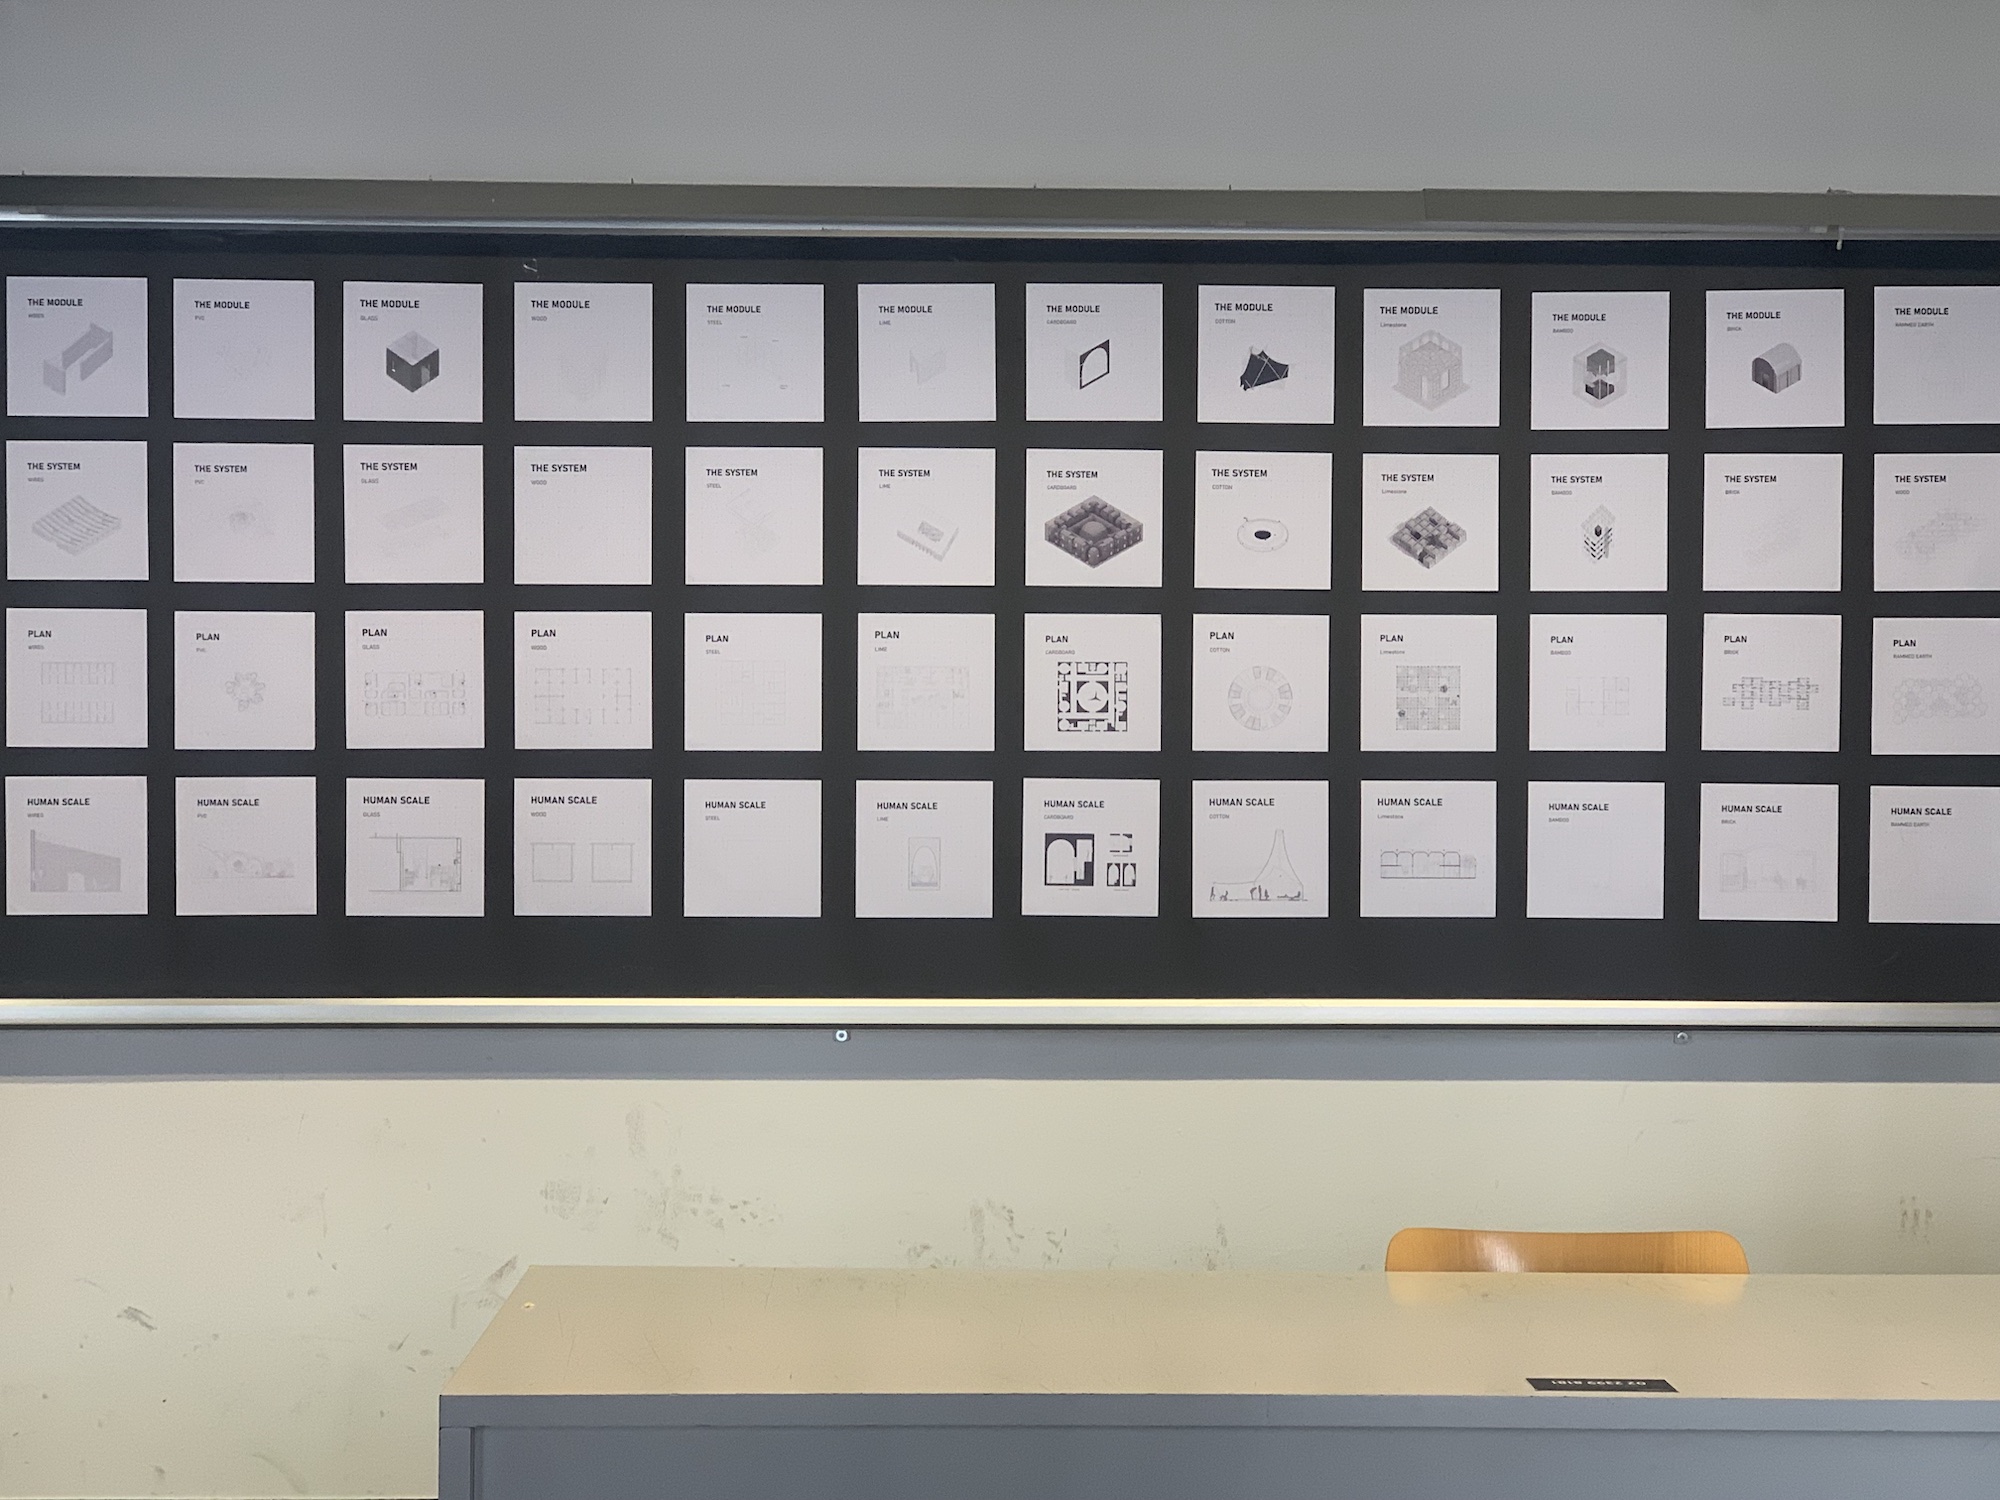 THE MODULE
WIRES
THE MODULE
PVC
THE MODULE
GLASS
THE MODULE
WOOD
THE MODULE
STEEL
THE MODULE
LIME
THE MODULE
CARDBOARD
THE MODULE
COTTON
THE MODULE
Limestone
THE MODULE
BAMBOO
THE MODULE
BRICK
THE MODULE
RAMMED EARTH
THE SYSTEM
WIRES
THE SYSTEM
PVC
THE SYSTEM
GLASS
THE SYSTEM
WOOD
THE SYSTEM
STEEL
THE SYSTEM
LIME
THE SYSTEM
CARDBOARD
THE SYSTEM
COTTON
THE SYSTEM
Limestone
THE SYSTEM
BAMBOO
THE SYSTEM
BRICK
THE SYSTEM
WOOD
PLAN
WIRES
PLAN
PVC
PLAN
GLASS
PLAN
WOOD
PLAN
STEEL
PLAN
LIME
PLAN
CARDBOARD
PLAN
COTTON
PLAN
Limestone
PLAN
BAMBOO
PLAN
BRICK
PLAN
RAMMED EARTH
HUMAN SCALE
WIRES
HUMAN SCALE
PVC
HUMAN SCALE
GLASS
HUMAN SCALE
WOOD
HUMAN SCALE
STEEL
HUMAN SCALE
LIME
HUMAN SCALE
CARDBOARD
HUMAN SCALE
COTTON
HUMAN SCALE
Limestone
HUMAN SCALE
BAMBOO
HUMAN SCALE
BRICK
HUMAN SCALE
RAMMED EARTH